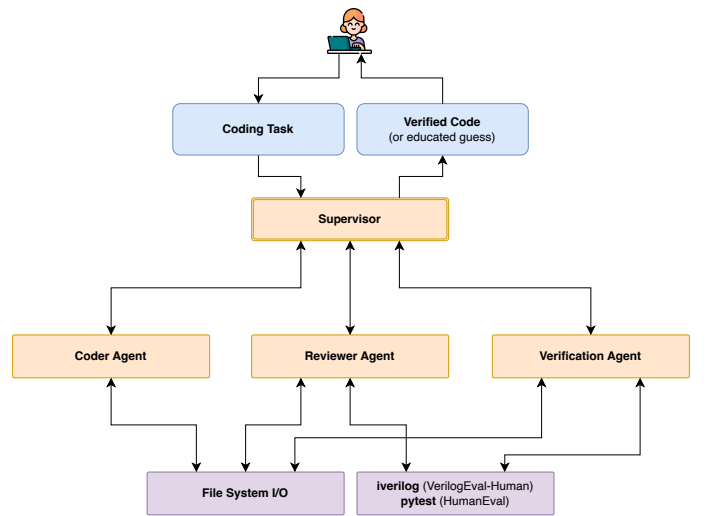 Coding Task
Verified Code
(or educated guess)
Supervisor
Coder Agent
Reviewer Agent
Verification Agent
File System I/O
iverilog (VerilogEval-Human)
pytest (HumanEval)